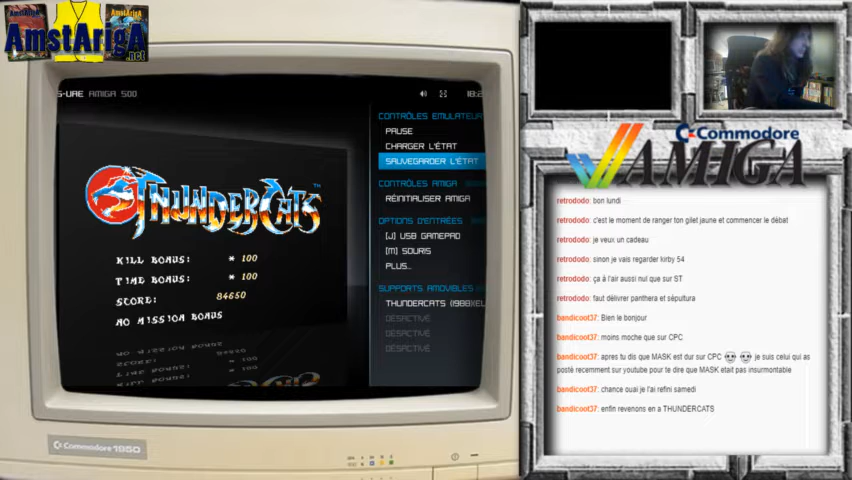 AmstArigA
.net
S-UAE AMIGA 500
18:2
CONTRÔLES EMULATEUR
PAUSE
CHARGER L'ÉTAT
SAUVEGARDER L'ÉTAT
CONTRÔLES AMIGA
RÉINITIALISER AMIGA
OPTIONS D'ENTRÉES
[J] USB GAMEPAD
[M] SOURIS
PLUS...
SUPPORTS AMOVIBLES
THUNDERCATS (1988)(EL
DÉSACTIVÉ
DÉSACTIVÉ
DÉSACTIVÉ
THUNDERCATS
TM
KILL BONUS: * 100
TIME BONUS: * 100
SCORE: 84650
NO MISSION BONUS
Commodore 1950
Commodore
AMIGA
retrododo: bon lundi
retrododo: c'est le moment de ranger ton gilet jaune et commencer le débat
retrododo: je veux un cadeau
retrododo: sinon je vais regarder kirby 54
retrododo: ça à l'air aussi nul que sur ST
retrododo: faut délivrer panthera et sépultura
bandicoot37: Bien le bonjour
bandicoot37: moins moche que sur CPC
bandicoot37: apres tu dis que MASK est dur sur CPC je suis celui qui as
posté recemment sur youtube pour te dire que MASK etait pas insurmontable
bandicoot37: chance ouai je l'ai refini samedi
bandicoot37: enfin revenons en a THUNDERCATS